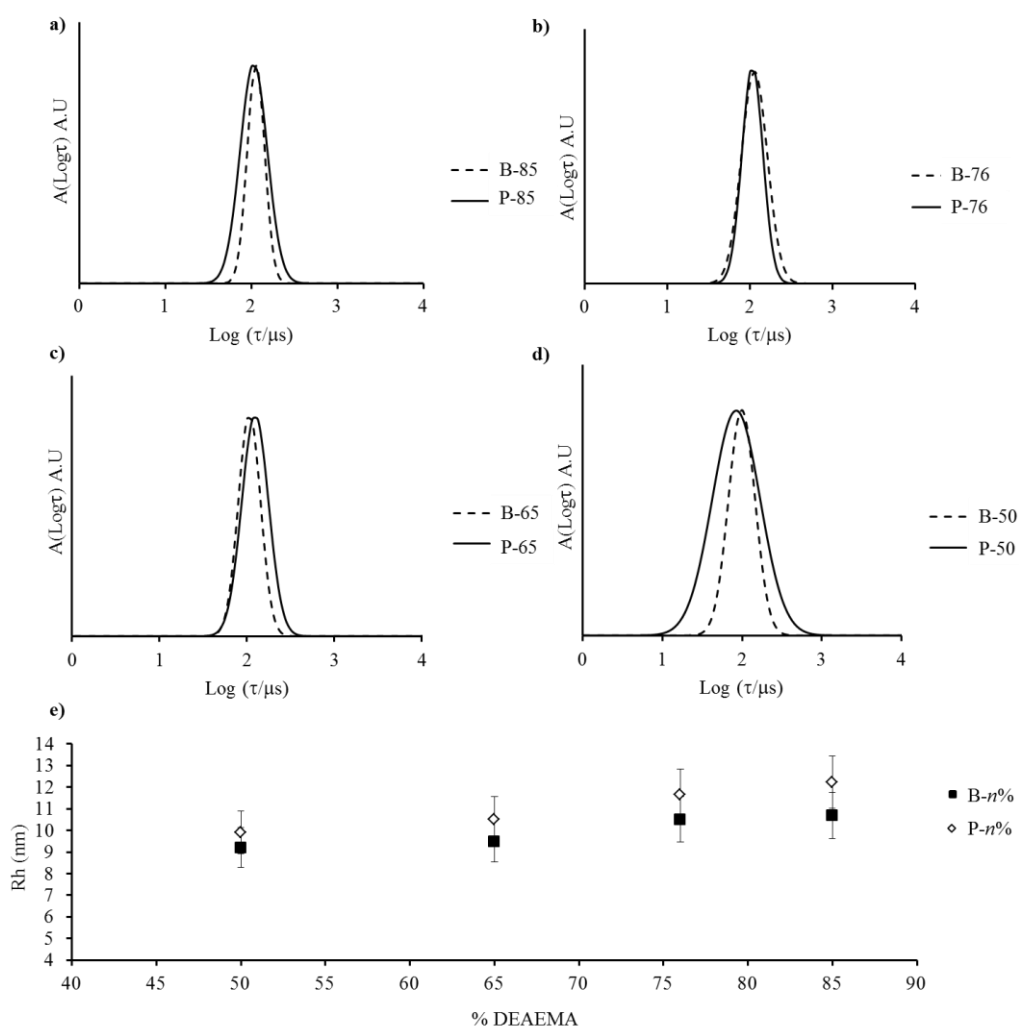 a)
A(Logτ) A.U
B-85
P-85
0 1 2 3 4
Log (τ/μs)
b)
A(Logτ) A.U
B-76
P-76
0 1 2 3 4
Log (τ/μs)
c)
A(Logτ) A.U
B-65
P-65
0 1 2 3 4
Log (τ/μs)
d)
A(Logτ) A.U
B-50
P-50
0 1 2 3 4
Log (τ/μs)
e)
14
13
12
11
10
9
8
7
6
5
4
Rh (nm)
B-n%
P-n%
40 45 50 55 60 65 70 75 80 85 90
% DEAEMA